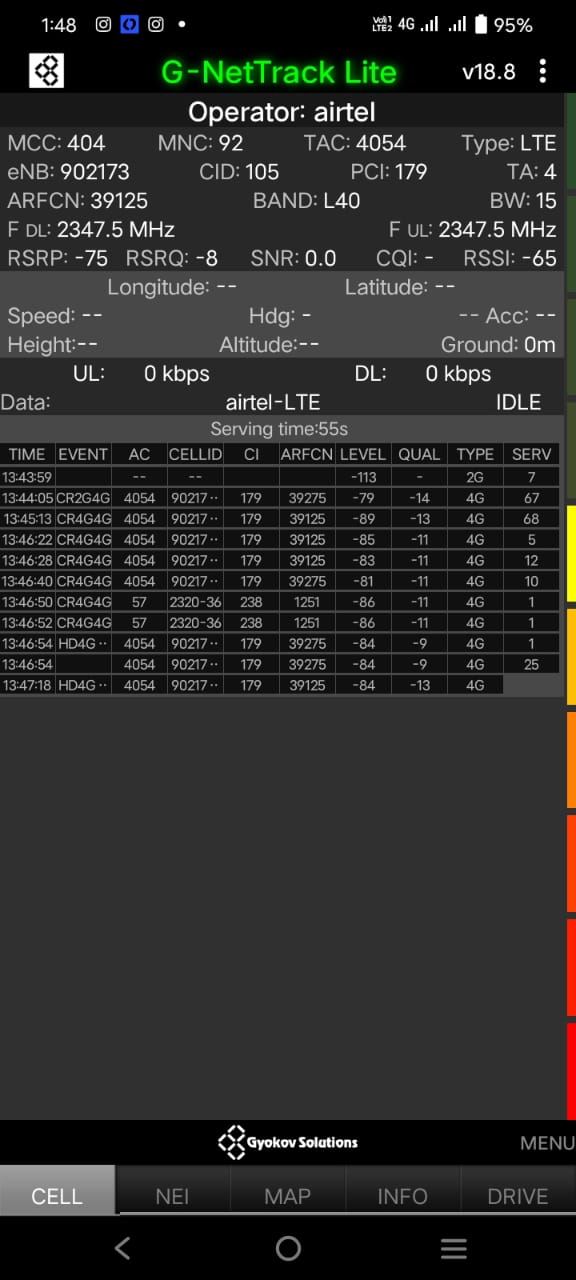 1:48 VoII 1 LTE2 4G 95%
G-NetTrack Lite v18.8
Operator: airtel
MCC: 404 MNC: 92 TAC: 4054 Type: LTE
eNB: 902173 CID: 105 PCI: 179 TA: 4
ARFCN: 39125 BAND: L40 BW: 15
F DL: 2347.5 MHz F UL: 2347.5 MHz
RSRP: -75 RSRQ: -8 SNR: 0.0 CQI: - RSSI: -65
Longitude: -- Latitude: --
Speed: -- Hdg: - -- Acc: --
Height:-- Altitude:-- Ground: 0m
UL: 0 kbps DL: 0 kbps
Data: airtel-LTE IDLE
Serving time:55s
TIME EVENT AC CELLID CI ARFCN LEVEL QUAL TYPE SERV
13:43:59 -- -- -113 - 2G 7
13:44:05 CR2G4G 4054 90217·· 179 39275 -79 -14 4G 67
13:45:13 CR4G4G 4054 90217·· 179 39125 -89 -13 4G 68
13:46:22 CR4G4G 4054 90217·· 179 39125 -85 -11 4G 5
13:46:28 CR4G4G 4054 90217·· 179 39125 -83 -11 4G 12
13:46:40 CR4G4G 4054 90217·· 179 39275 -81 -11 4G 10
13:46:50 CR4G4G 57 2320-36 238 1251 -86 -11 4G 1
13:46:52 CR4G4G 57 2320-36 238 1251 -86 -11 4G 1
13:46:54 HD4G·· 4054 90217·· 179 39275 -84 -9 4G 1
13:46:54 4054 90217·· 179 39275 -84 -9 4G 25
13:47:18 HD4G·· 4054 90217·· 179 39125 -84 -13 4G
Gyokov Solutions MENU
CELL NEI MAP INFO DRIVE